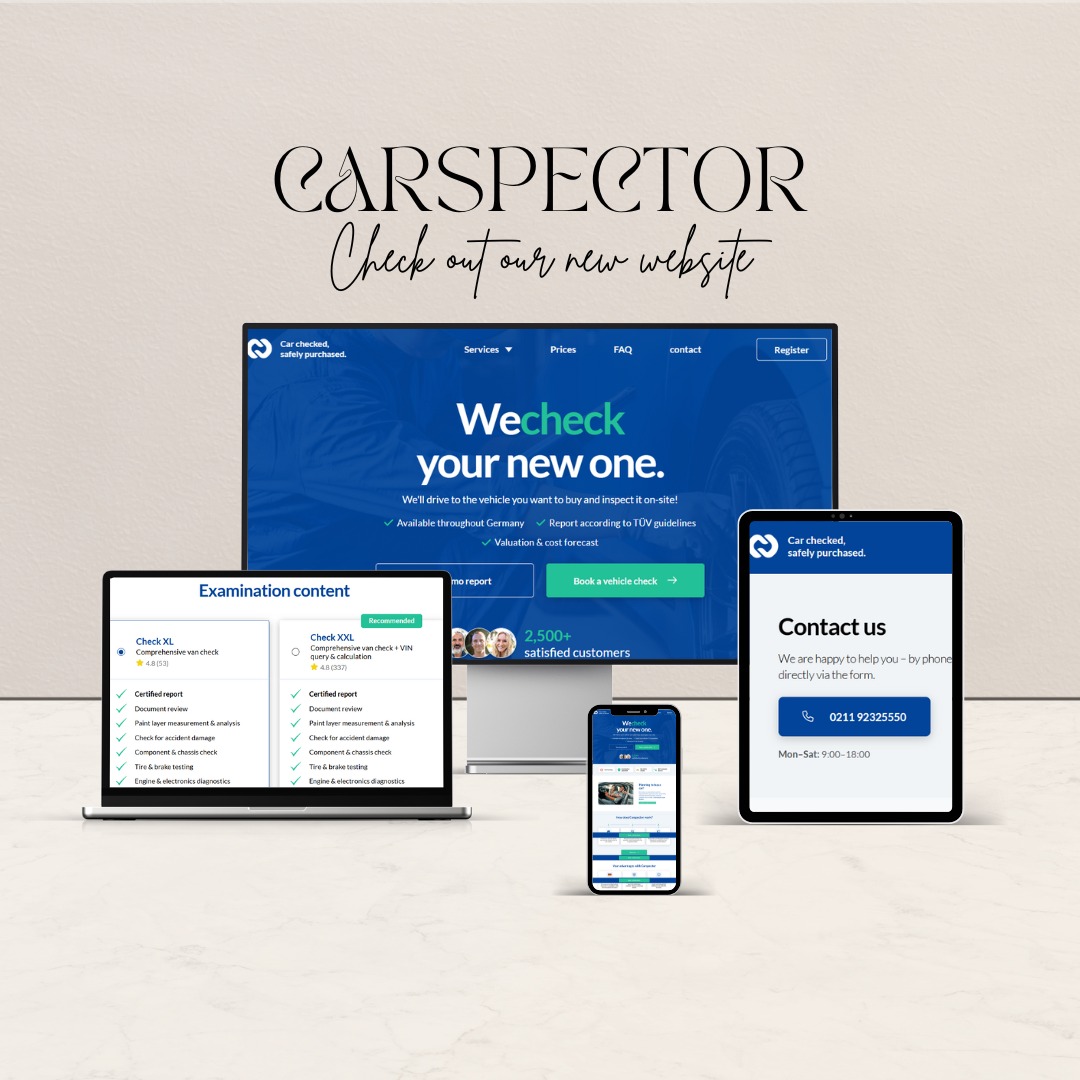 CARSPECTOR
Check out our new website
Car checked,
safely purchased.
Services
Prices
FAQ
contact
Register
Wecheck
your new one.
We'll drive to the vehicle you want to buy and inspect it on-site!
Available throughout Germany
Report according to TÜV guidelines
Valuation & cost forecast
mo report
Book a vehicle check
2,500+
satisfied customers
Examination content
Recommended
Check XL
Comprehensive van check
4.8 (53)
Certified report
Document review
Paint layer measurement & analysis
Check for accident damage
Component & chassis check
Tire & brake testing
Engine & electronics diagnostics
Check XXL
Comprehensive van check + VIN
query & calculation
4.8 (337)
Certified report
Document review
Paint layer measurement & analysis
Check for accident damage
Component & chassis check
Tire & brake testing
Engine & electronics diagnostics
Car checked,
safely purchased.
Contact us
We are happy to help you – by phone
directly via the form.
0211 92325550
Mon–Sat: 9:00–18:00
Wecheck
your new one.